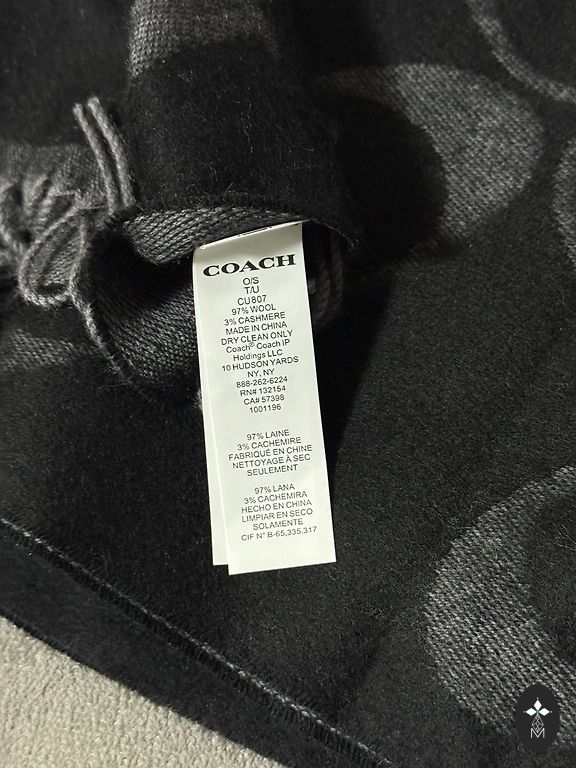 COACH
O/S
T/U
CU807
97% WOOL
3% CASHMERE
MADE IN CHINA
DRY CLEAN ONLY
Coach® Coach IP
Holdings LLC
10 HUDSON YARDS
NY, NY
888-262-6224
RN# 132154
CA# 57398
1001196
97% LAINE
3% CACHEMIRE
FABRIQUÉ EN CHINE
NETTOYAGE À SEC
SEULEMENT
97% LANA
3% CACHEMIRA
HECHO EN CHINA
LIMPIAR EN SECO
SOLAMENTE
CIF N° B-65,335.317
M